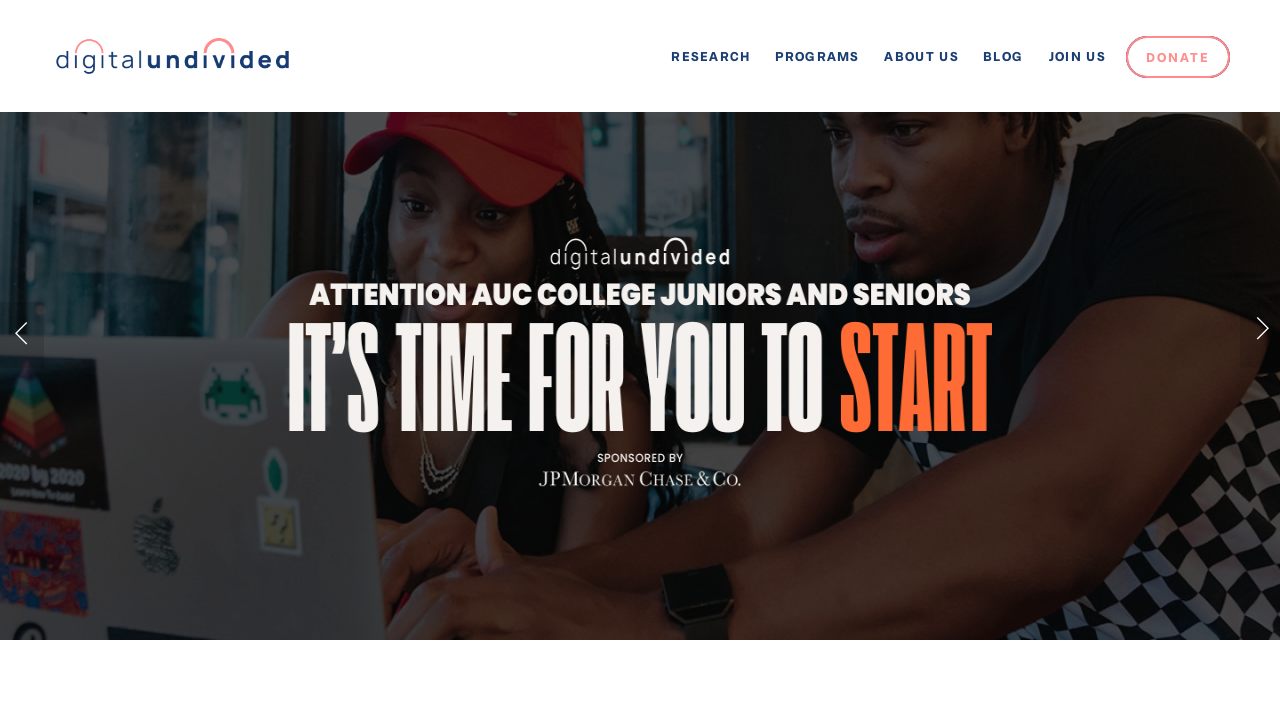 digitalundivided
RESEARCH PROGRAMS ABOUT US BLOG JOIN US DONATE
digitalundivided
ATTENTION AUC COLLEGE JUNIORS AND SENIORS
IT'S TIME FOR YOU TO START
SPONSORED BY
JPMORGAN CHASE & CO.
2020 bg 2020